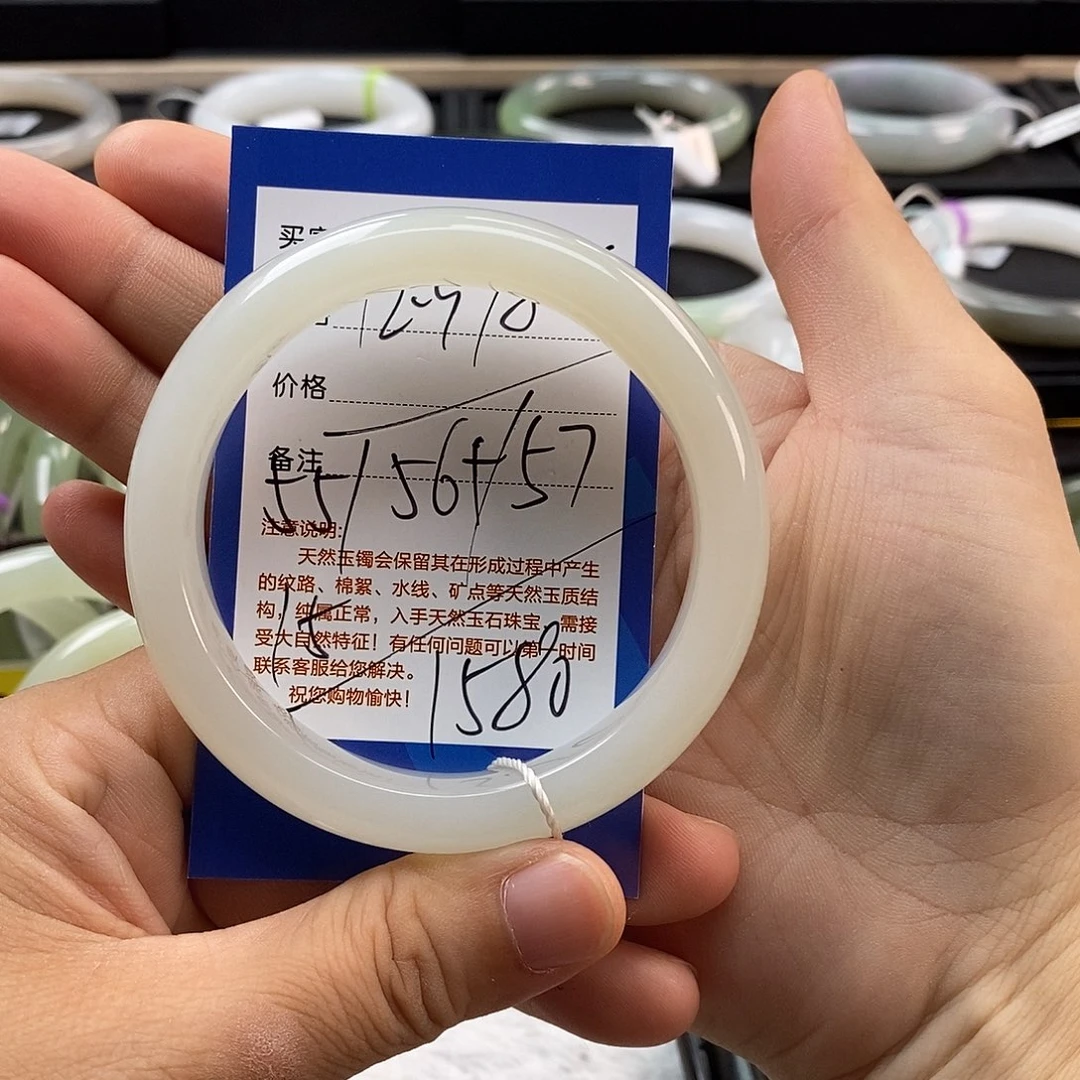 买
价格
备注
55/56+/57
注意说明:
天然玉镯会保留其在形成过程中产生
的纹路、棉絮、水线、矿点等天然玉质结
构，纯属正常，入手天然玉石珠宝，需接
受大自然特征！有任何问题可以第一时间
联系客服给您解决。
祝您购物愉快！
1580